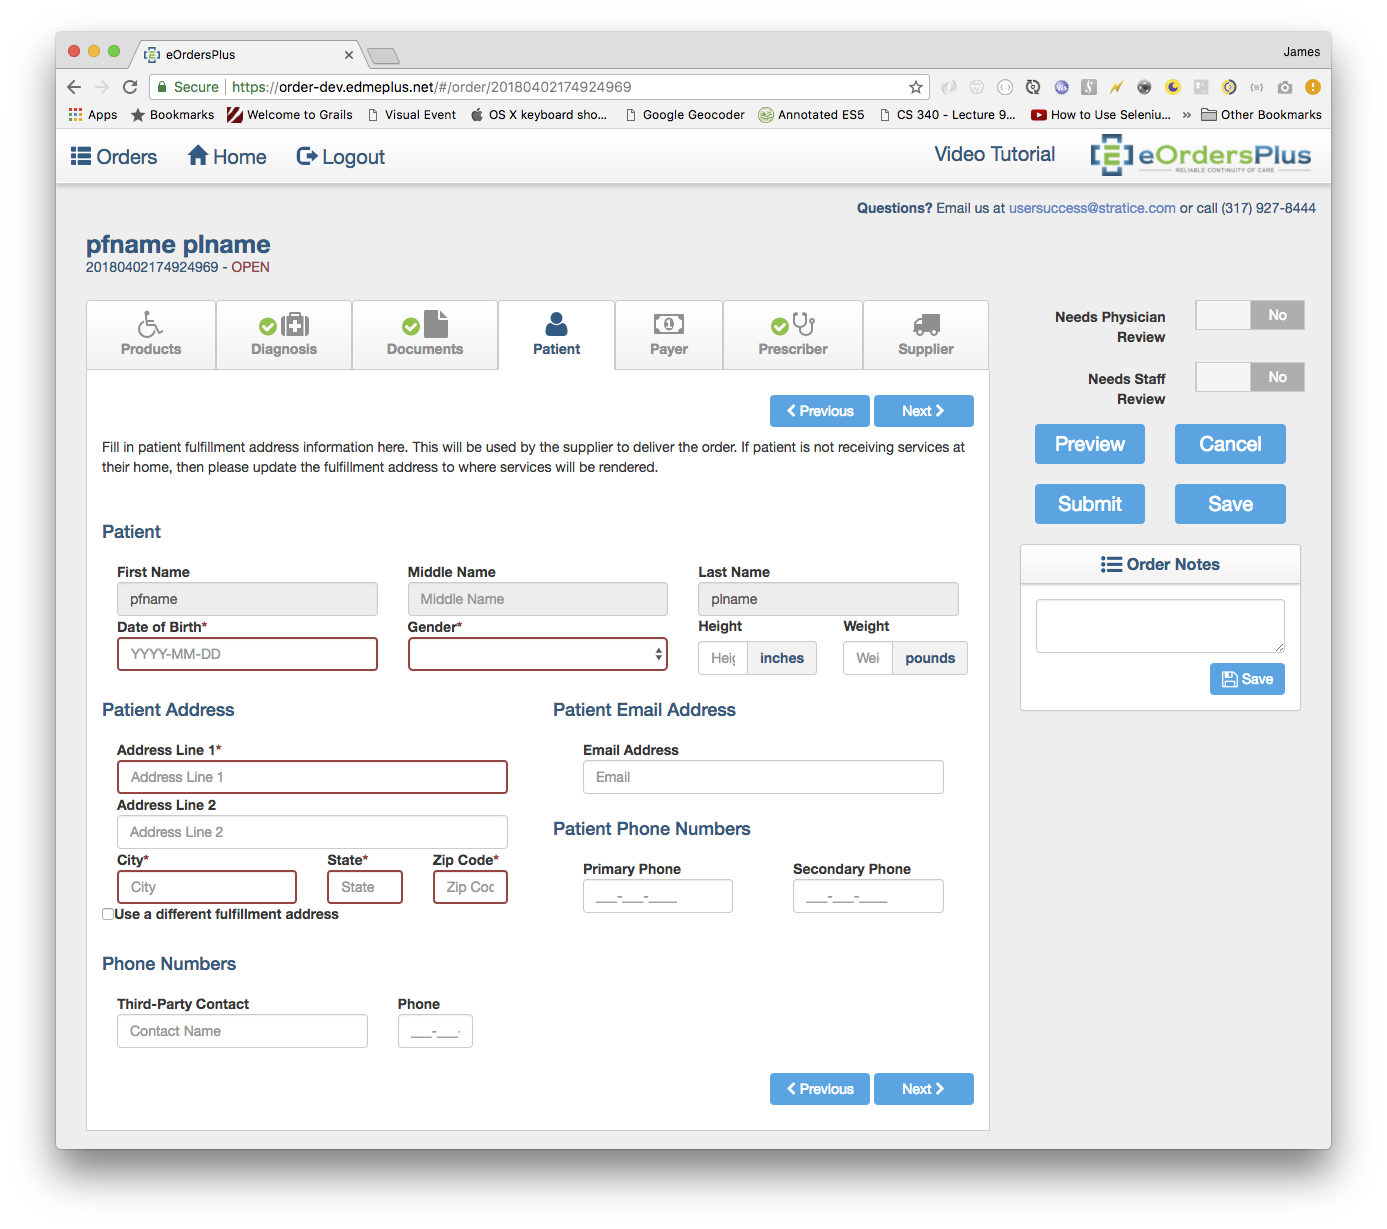 eOrdersPlus
James
Secure https://order-dev.edmeplus.net/#/order/20180402174924969
Apps Bookmarks Welcome to Grails Visual Event OS X keyboard sho... Google Geocoder Annotated ES5 CS 340 - Lecture 9... How to Use Seleniu... » Other Bookmarks
Orders Home Logout Video Tutorial eOrdersPlus
RELIABLE CONTINUITY OF CARE
Questions? Email us at usersuccess@stratice.com or call (317) 927-8444
pfname plname
20180402174924969 - OPEN
Products Diagnosis Documents Patient Payer Prescriber Supplier
Needs Physician Review No
Needs Staff Review No
Preview Cancel
Submit Save
Order Notes
Save
Previous Next
Fill in patient fulfillment address information here. This will be used by the supplier to deliver the order. If patient is not receiving services at
their home, then please update the fulfillment address to where services will be rendered.
Patient
First Name Middle Name Last Name
pfname Middle Name plname
Date of Birth* Gender* Height Weight
YYYY-MM-DD inches pounds
Patient Address Patient Email Address
Address Line 1* Email Address
Address Line 1 Email
Address Line 2
Address Line 2
Patient Phone Numbers
City* State* Zip Code*
City State Zip Coc
Primary Phone Secondary Phone
___-___-____ ___-___-____
Use a different fulfillment address
Phone Numbers
Third-Party Contact Phone
Contact Name ___-___-
Previous Next